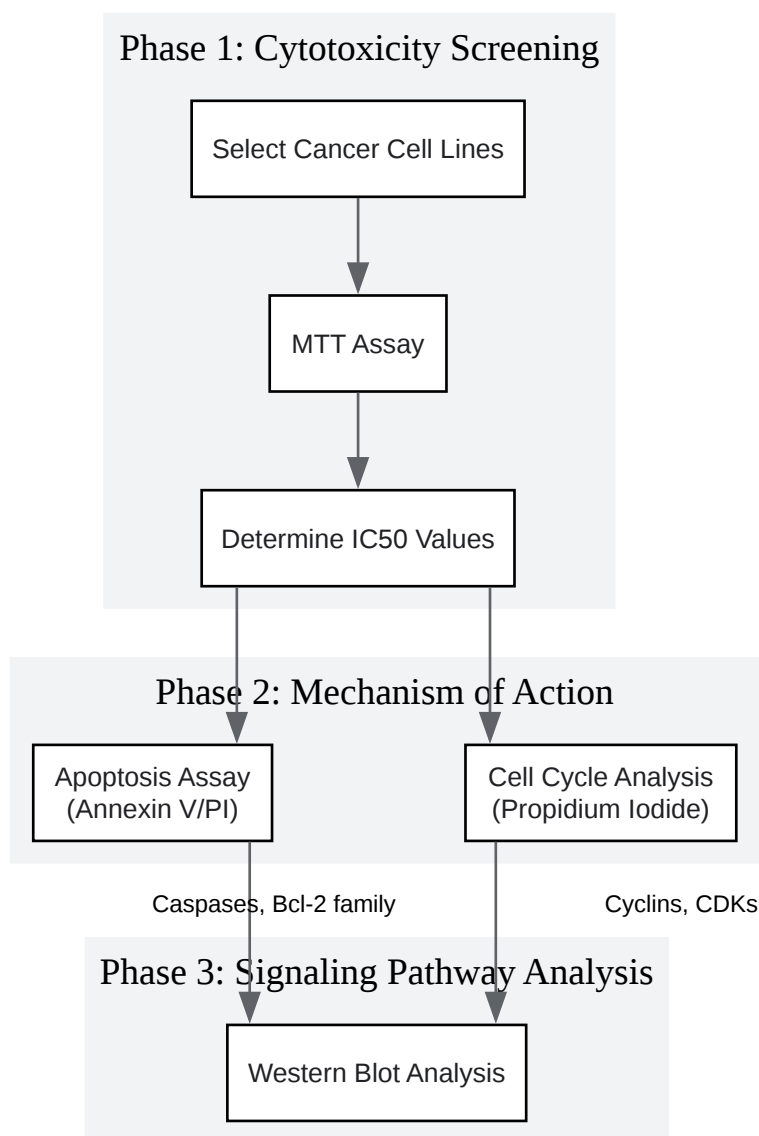 Phase 1: Cytotoxicity Screening
Select Cancer Cell Lines
MTT Assay
Determine IC50 Values
Phase 2: Mechanism of Action
Apoptosis Assay
(Annexin V/PI)
Cell Cycle Analysis
(Propidium Iodide)
Caspases, Bcl-2 family
Cyclins, CDKs
Phase 3: Signaling Pathway Analysis
Western Blot Analysis